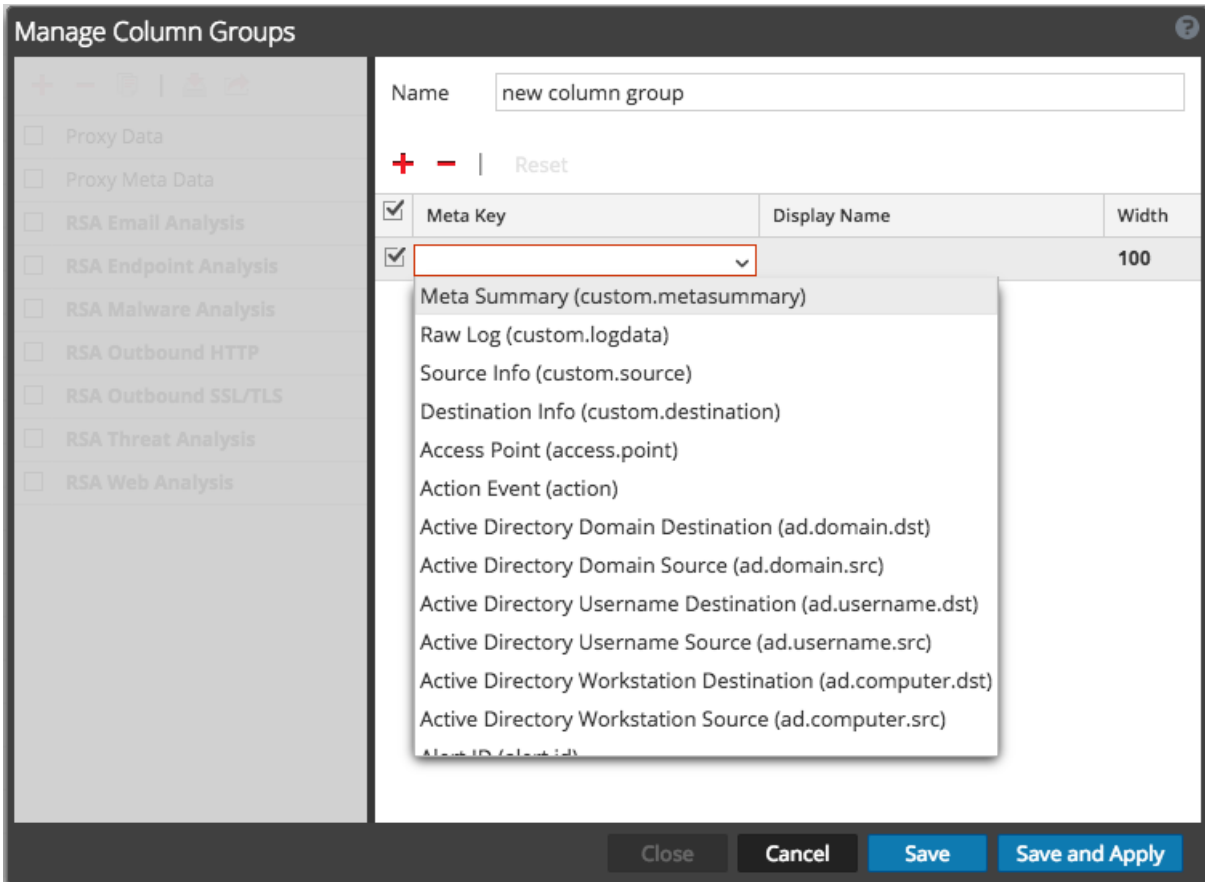 Manage Column Groups
Proxy Data
Proxy Meta Data
RSA Email Analysis
RSA Endpoint Analysis
RSA Malware Analysis
RSA Outbound HTTP
RSA Outbound SSL/TLS
RSA Threat Analysis
RSA Web Analysis
Name new column group
Reset
Meta Key Display Name Width
100
Meta Summary (custom.metasummary)
Raw Log (custom.logdata)
Source Info (custom.source)
Destination Info (custom.destination)
Access Point (access.point)
Action Event (action)
Active Directory Domain Destination (ad.domain.dst)
Active Directory Domain Source (ad.domain.src)
Active Directory Username Destination (ad.username.dst)
Active Directory Username Source (ad.username.src)
Active Directory Workstation Destination (ad.computer.dst)
Active Directory Workstation Source (ad.computer.src)
Alert ID (alert.id)
Close Cancel Save Save and Apply